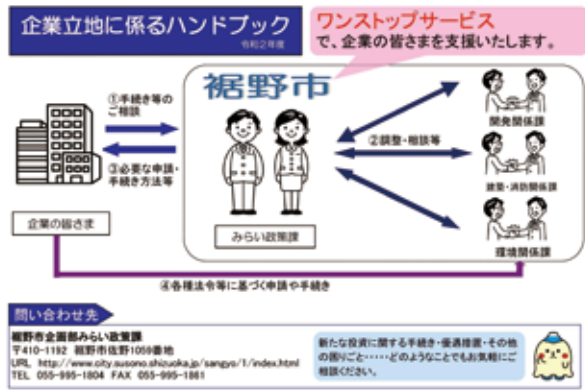 企業立地に係るハンドブック
令和2年度
ワンストップサービス
で、企業の皆さまを支援いたします。
裾野市
①手続き等の
ご相談
③必要な申請・
手続き方法等
②調整・相談等
開発関係課
建築・消防関係課
環境関係課
企業の皆さま
みらい政策課
④各種法令等に基づく申請や手続き
問い合わせ先
裾野市企画部みらい政策課
〒410-1192 裾野市佐野1059番地
URL http://www.city.susono.shizuoka.jp/sangyo/1/index.html
TEL 055-995-1804 FAX 055-995-1861
新たな投資に関する手続き・優遇措置・その他
の困りごと……どのようなことでもお気軽にご
相談ください。